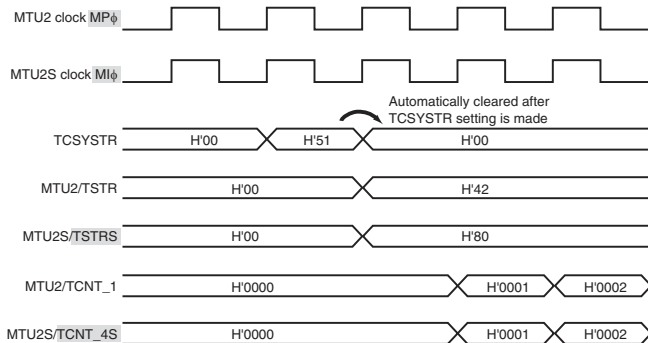 MTU2 clock MPφ
MTU2S clock MIφ
Automatically cleared after
TCSYSTR setting is made
TCSYSTR H'00 H'51 H'00
MTU2/TSTR H'00 H'42
MTU2S/TSTRS H'00 H'80
MTU2/TCNT_1 H'0000 H'0001 H'0002
MTU2S/TCNT_4S H'0000 H'0001 H'0002